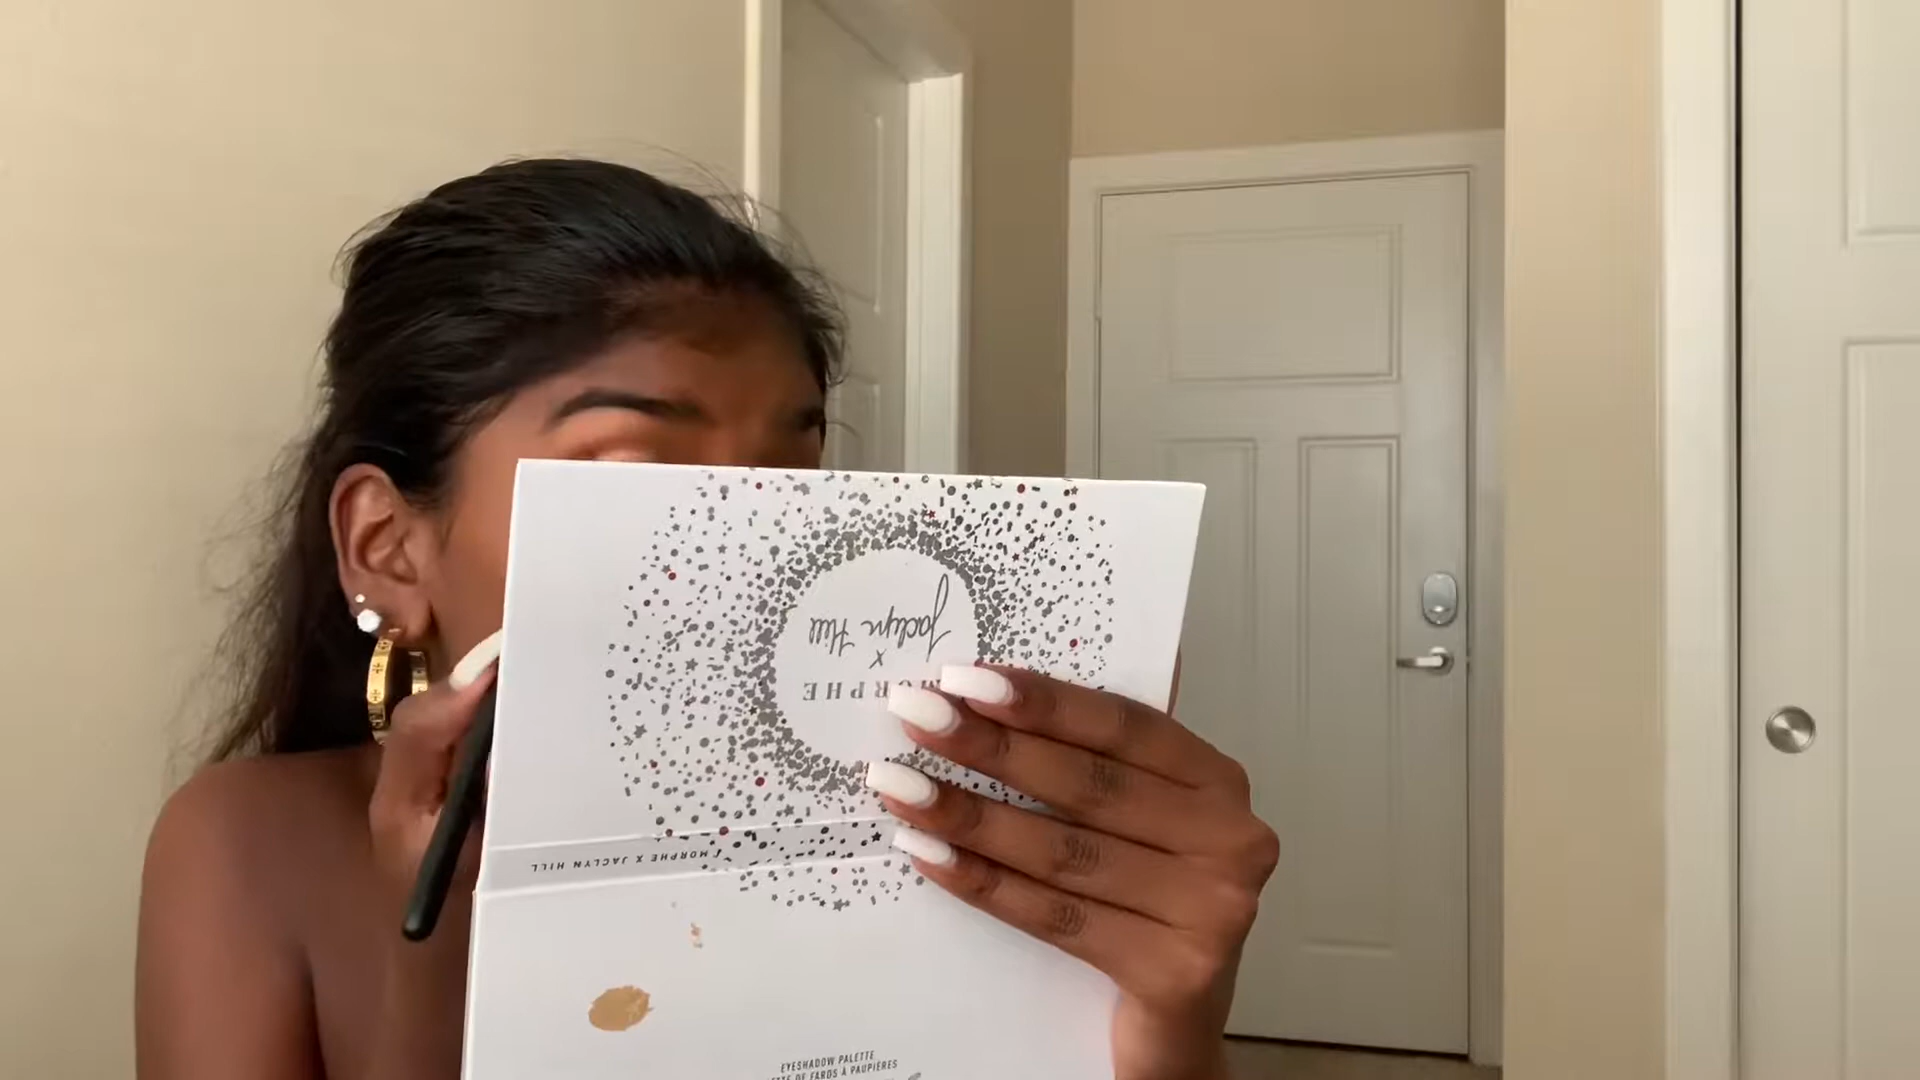 MORPHE
x
Jaclyn Hill
MORPHE X JACLYN HILL
EYESHADOW PALETTE
DE FARDS À PAUPIÈRES